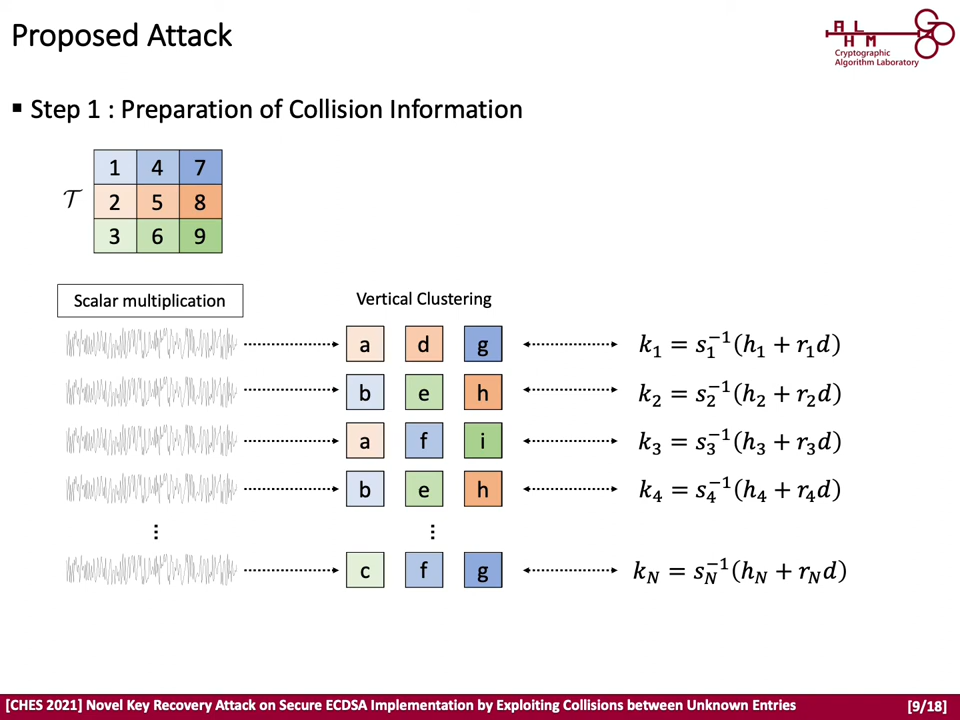 Proposed Attack
ALHM
Cryptographic
Algorithm Laboratory
▪ Step 1 : Preparation of Collision Information
𝒯
1 4 7
2 5 8
3 6 9
Scalar multiplication
Vertical Clustering
a d g k₁ = s₁⁻¹(h₁ + r₁d)
b e h k₂ = s₂⁻¹(h₂ + r₂d)
a f i k₃ = s₃⁻¹(h₃ + r₃d)
b e h k₄ = s₄⁻¹(h₄ + r₄d)
⋮ ⋮
c f g k_N = s_N⁻¹(h_N + r_N d)
[CHES 2021] Novel Key Recovery Attack on Secure ECDSA Implementation by Exploiting Collisions between Unknown Entries [9/18]